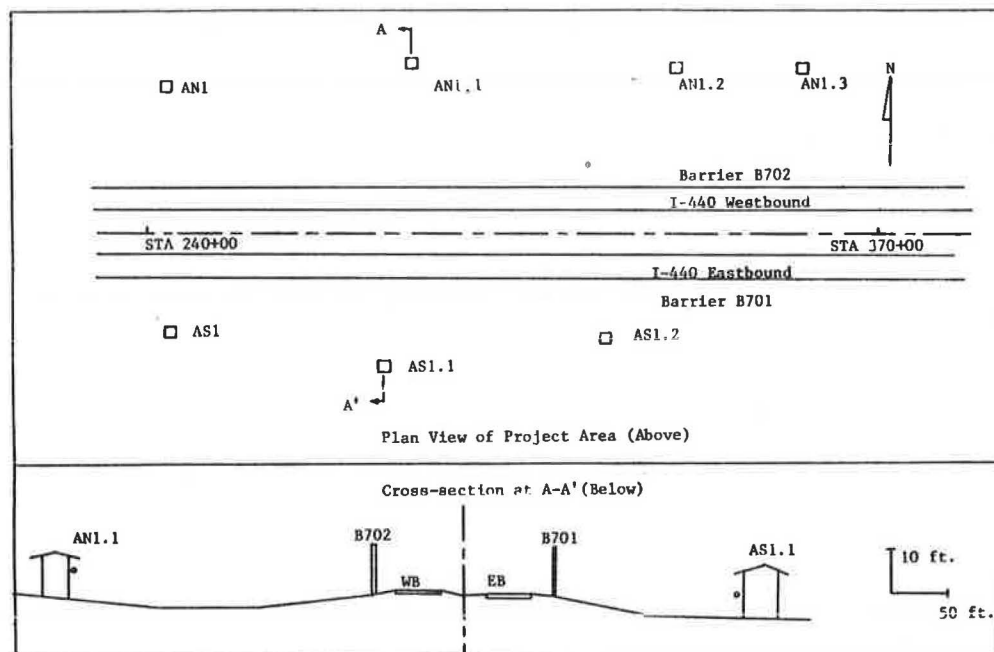 A
AN1
AN1.1
AN1.2
AN1.3
N
Barrier B702
I-440 Westbound
STA 240+00
STA 370+00
I-440 Eastbound
Barrier B701
AS1
AS1.2
AS1.1
A'
Plan View of Project Area (Above)
Cross-section at A-A'(Below)
AN1.1
B702
B701
AS1.1
WB
EB
10 ft.
50 ft.